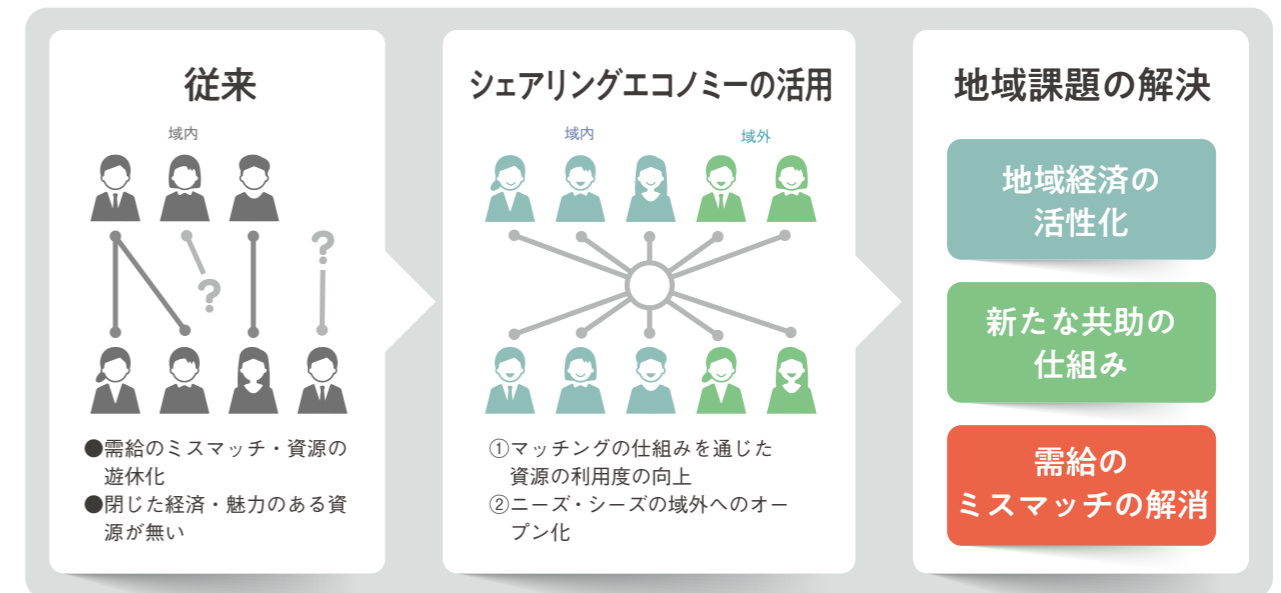 従来
域内
?
?
●需給のミスマッチ・資源の
遊休化
●閉じた経済・魅力のある資
源が無い
シェアリングエコノミーの活用
域内
域外
①マッチングの仕組みを通じた
資源の利用度の向上
②ニーズ・シーズの域外へのオー
プン化
地域課題の解決
地域経済の
活性化
新たな共助の
仕組み
需給の
ミスマッチの解消